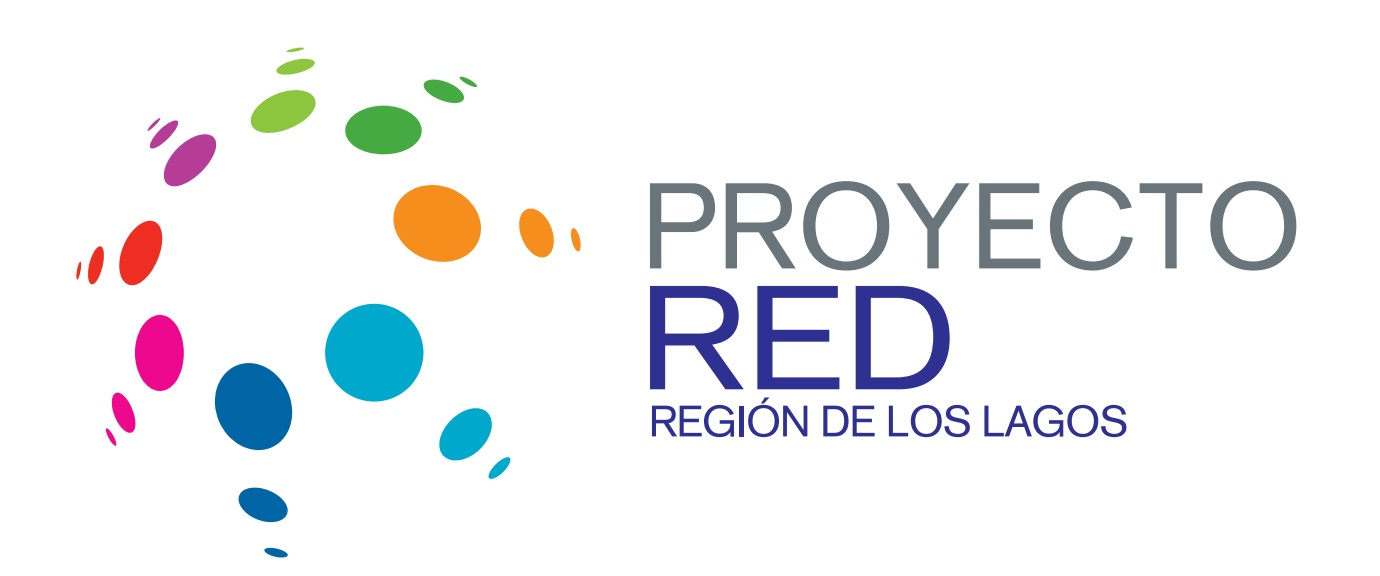 PROYECTO
RED
REGIÓN DE LOS LAGOS